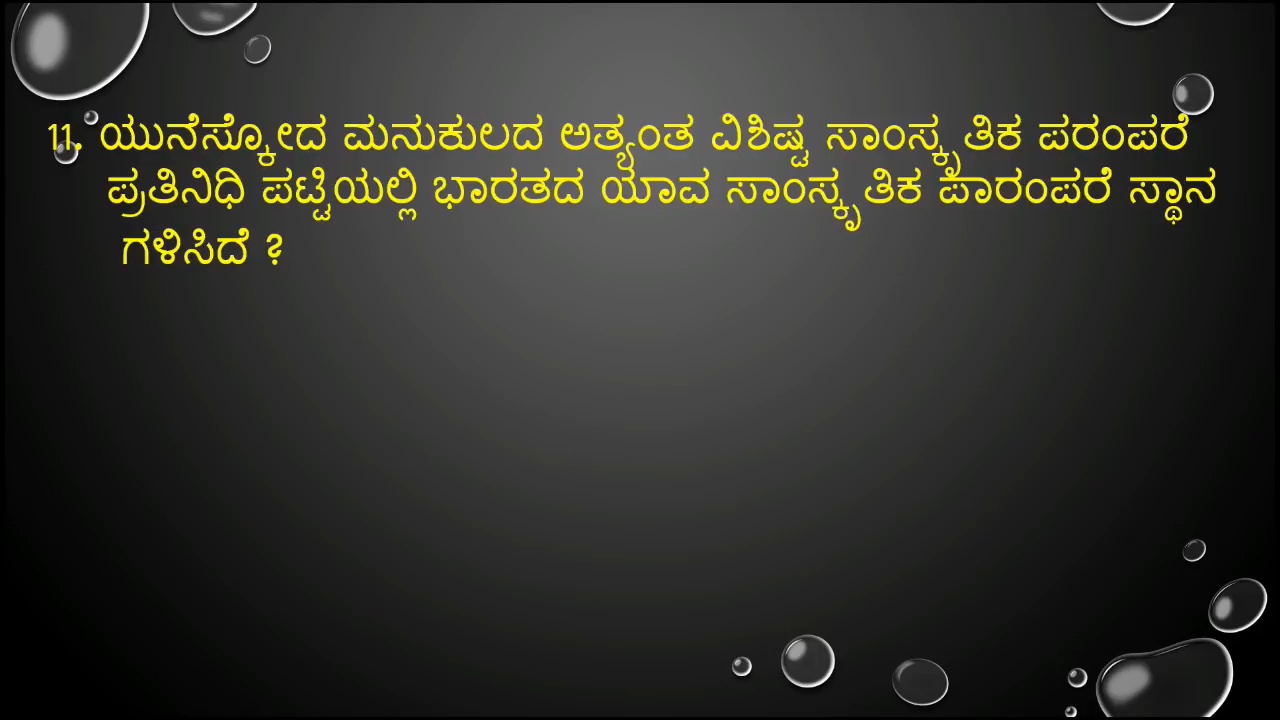 11. ಯುನೆಸ್ಕೋದ ಮನುಕುಲದ ಅತ್ಯಂತ ವಿಶಿಷ್ಟ ಸಾಂಸ್ಕೃತಿಕ ಪರಂಪರೆ
ಪ್ರತಿನಿಧಿ ಪಟ್ಟಿಯಲ್ಲಿ ಭಾರತದ ಯಾವ ಸಾಂಸ್ಕೃತಿಕ ಪಾರಂಪರೆ ಸ್ಥಾನ
ಗಳಿಸಿದೆ ?